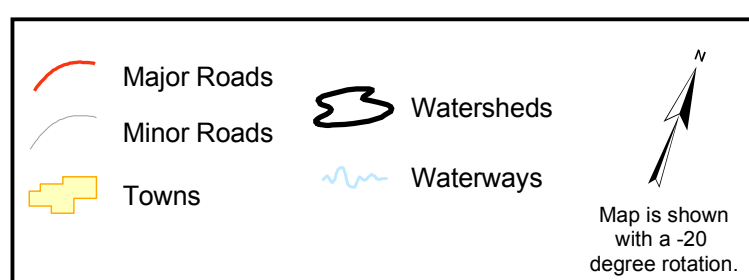 Major Roads
Minor Roads
Towns
Watersheds
Waterways
N
Map is shown
with a -20
degree rotation.